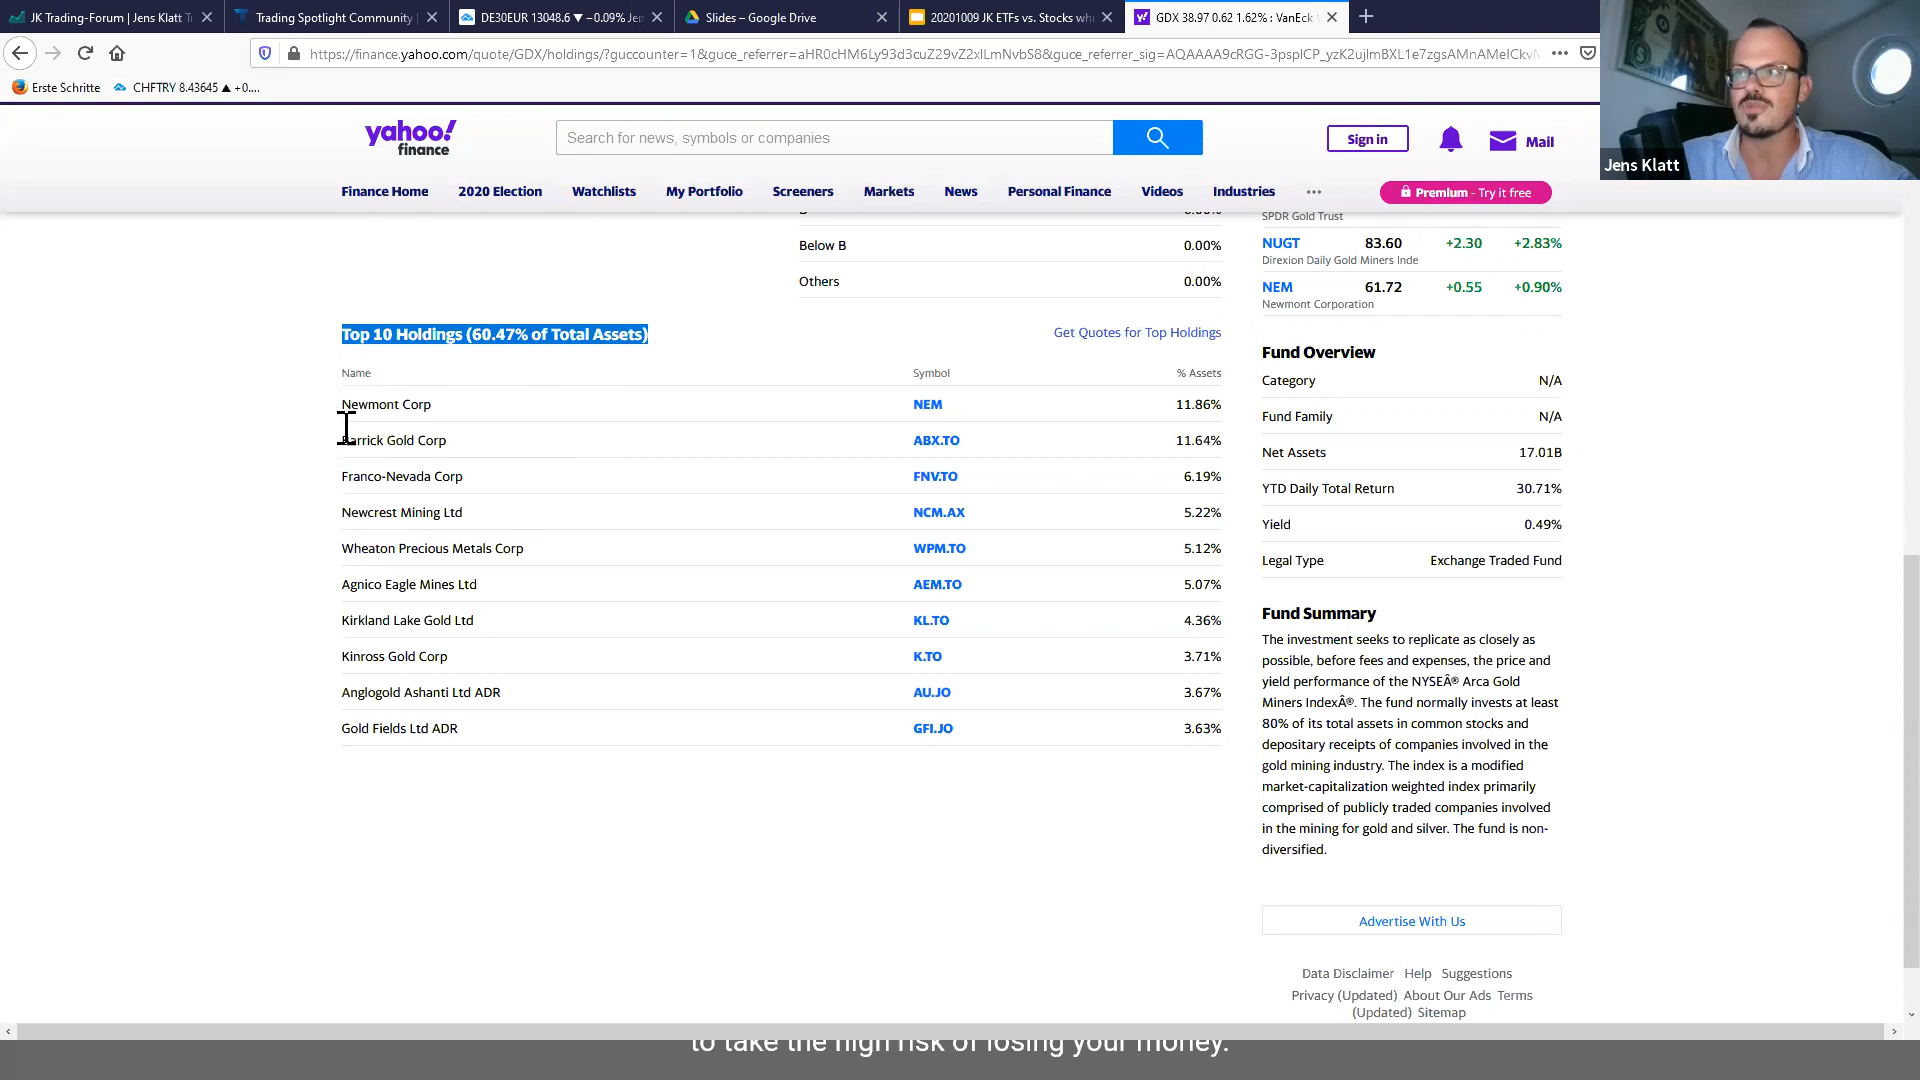 JK Trading-Forum | Jens Klatt T
Trading Spotlight Community
DE30EUR 13048.6 ▼ −0.09% Jen
Slides – Google Drive
20201009 JK ETFs vs. Stocks wh
GDX 38.97 0.62 1.62% : VanEck
https://finance.yahoo.com/quote/GDX/holdings/?guccounter=1&guce_referrer=aHR0cHM6Ly93d3cuZ29vZ2xlLmNvbS8&guce_referrer_sig=AQAAAA9cRGG-3psplCP_yzK2ujlmBXL1e7zgsAMnAMeICkvN
Erste Schritte
CHFTRY 8.43645 ▲ +0....
Jens Klatt
yahoo!
finance
Search for news, symbols or companies
Sign in
Mail
Finance Home 2020 Election Watchlists My Portfolio Screeners Markets News Personal Finance Videos Industries ···
Premium - Try it free
B 0.00%
Below B 0.00%
Others 0.00%
Top 10 Holdings (60.47% of Total Assets)
Get Quotes for Top Holdings
Name Symbol % Assets
Newmont Corp NEM 11.86%
Barrick Gold Corp ABX.TO 11.64%
Franco-Nevada Corp FNV.TO 6.19%
Newcrest Mining Ltd NCM.AX 5.22%
Wheaton Precious Metals Corp WPM.TO 5.12%
Agnico Eagle Mines Ltd AEM.TO 5.07%
Kirkland Lake Gold Ltd KL.TO 4.36%
Kinross Gold Corp K.TO 3.71%
Anglogold Ashanti Ltd ADR AU.JO 3.67%
Gold Fields Ltd ADR GFI.JO 3.63%
SPDR Gold Trust
NUGT 83.60 +2.30 +2.83%
Direxion Daily Gold Miners Inde
NEM 61.72 +0.55 +0.90%
Newmont Corporation
Fund Overview
Category N/A
Fund Family N/A
Net Assets 17.01B
YTD Daily Total Return 30.71%
Yield 0.49%
Legal Type Exchange Traded Fund
Fund Summary
The investment seeks to replicate as closely as
possible, before fees and expenses, the price and
yield performance of the NYSEÂ® Arca Gold
Miners IndexÂ®. The fund normally invests at least
80% of its total assets in common stocks and
depositary receipts of companies involved in the
gold mining industry. The index is a modified
market-capitalization weighted index primarily
comprised of publicly traded companies involved
in the mining for gold and silver. The fund is non-
diversified.
Advertise With Us
Data Disclaimer Help Suggestions
Privacy (Updated) About Our Ads Terms
(Updated) Sitemap
to take the high risk of losing your money.